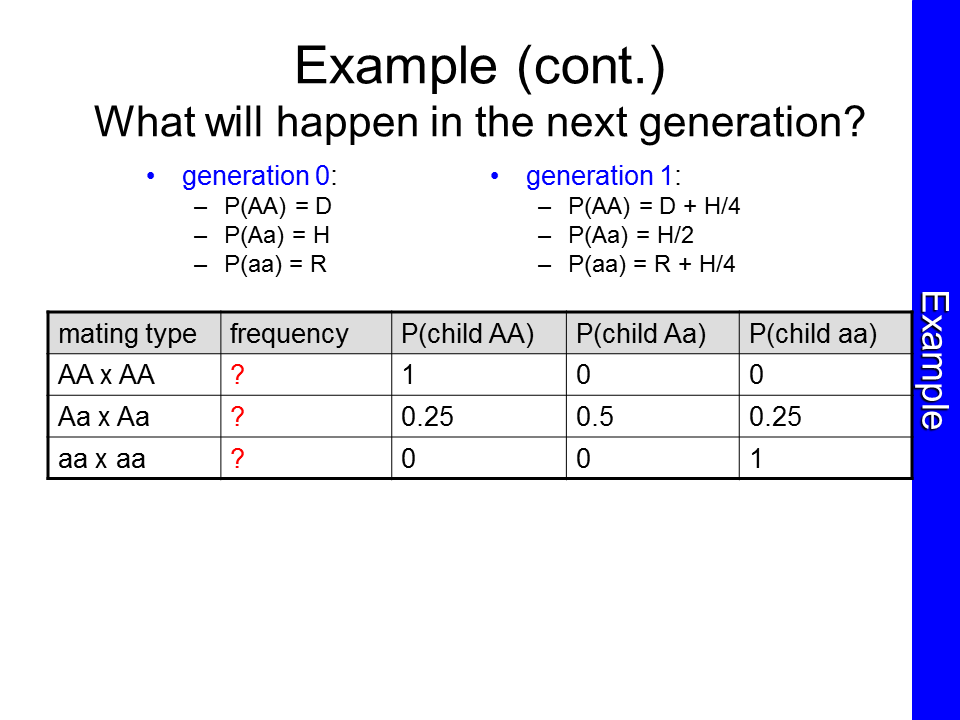 Example (cont.)
What will happen in the next generation?
• generation 0:
– P(AA) = D
– P(Aa) = H
– P(aa) = R
• generation 1:
– P(AA) = D + H/4
– P(Aa) = H/2
– P(aa) = R + H/4
mating type frequency P(child AA) P(child Aa) P(child aa)
AA x AA ? 1 0 0
Aa x Aa ? 0.25 0.5 0.25
aa x aa ? 0 0 1
Example